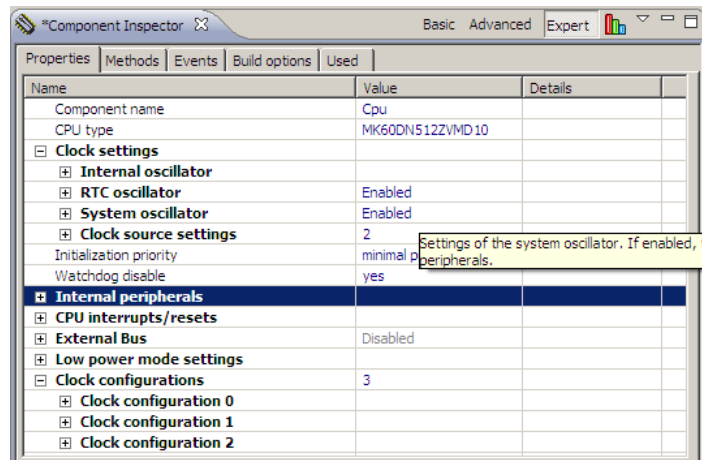 *Component Inspector Basic Advanced Expert
Properties Methods Events Build options Used
Name Value Details
Component name Cpu
CPU type MK60DN512ZVMD10
Clock settings
Internal oscillator
RTC oscillator Enabled
System oscillator Enabled
Clock source settings 2
Settings of the system oscillator. If enabled,
Initialization priority minimal p
peripherals.
Watchdog disable yes
Internal peripherals
CPU interrupts/resets
External Bus Disabled
Low power mode settings
Clock configurations 3
Clock configuration 0
Clock configuration 1
Clock configuration 2